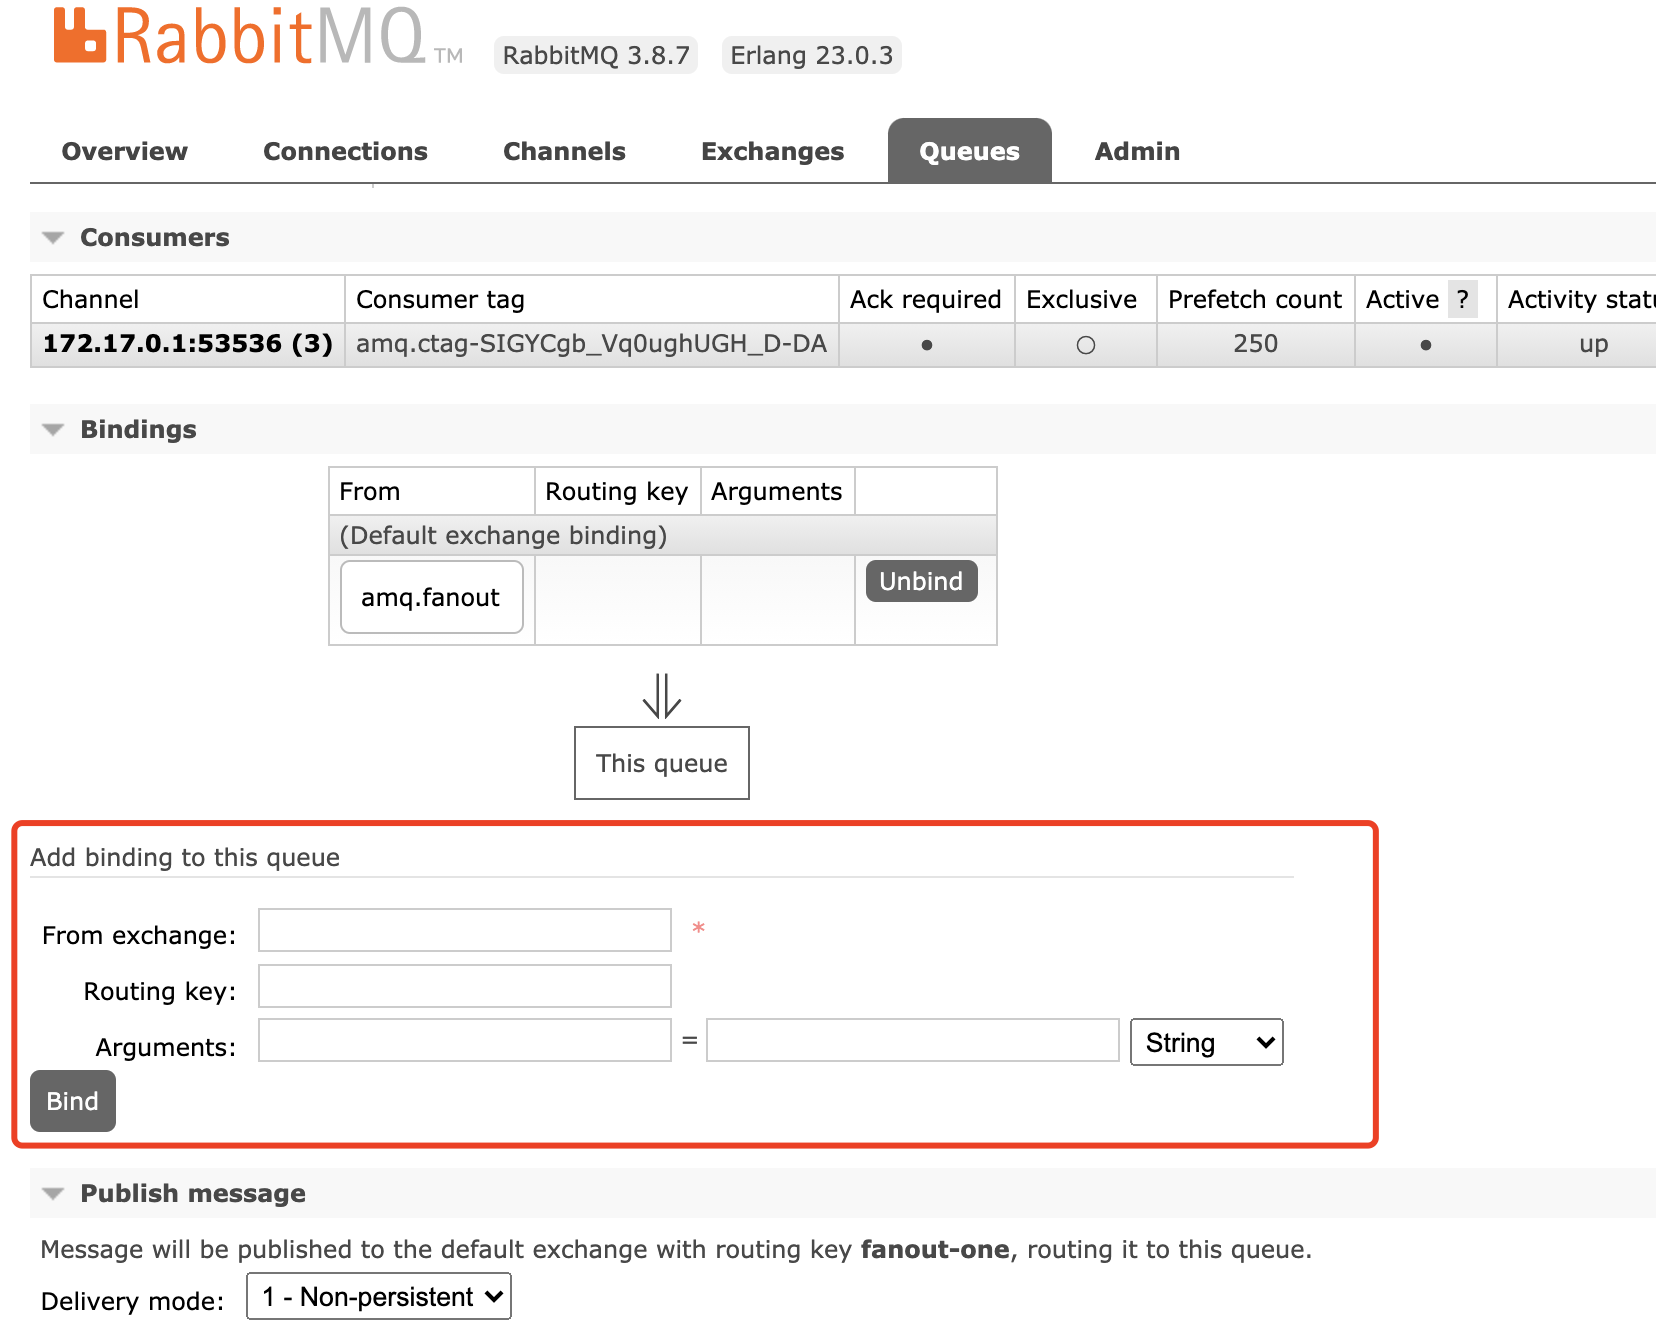 RabbitMQ TM RabbitMQ 3.8.7 Erlang 23.0.3
Overview Connections Channels Exchanges Queues Admin
Consumers
Channel Consumer tag Ack required Exclusive Prefetch count Active ? Activity statu
172.17.0.1:53536 (3) amq.ctag-SIGYCgb_Vq0ughUGH_D-DA ● ○ 250 ● up
Bindings
From Routing key Arguments
(Default exchange binding)
amq.fanout Unbind
⇓
This queue
Add binding to this queue
From exchange: *
Routing key:
Arguments: = String
Bind
Publish message
Message will be published to the default exchange with routing key fanout-one, routing it to this queue.
Delivery mode: 1 - Non-persistent